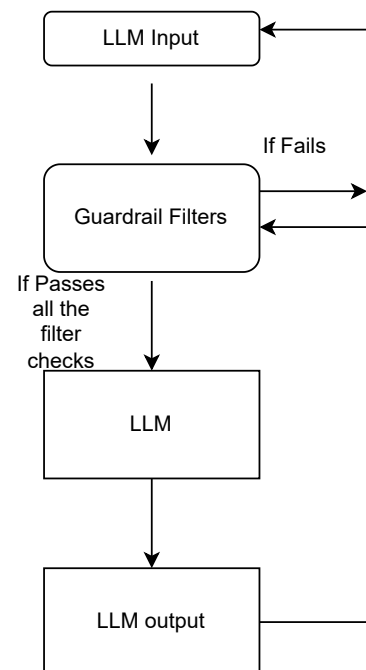 LLM Input
If Fails
Guardrail Filters
If Passes
all the
filter
checks
LLM
LLM output